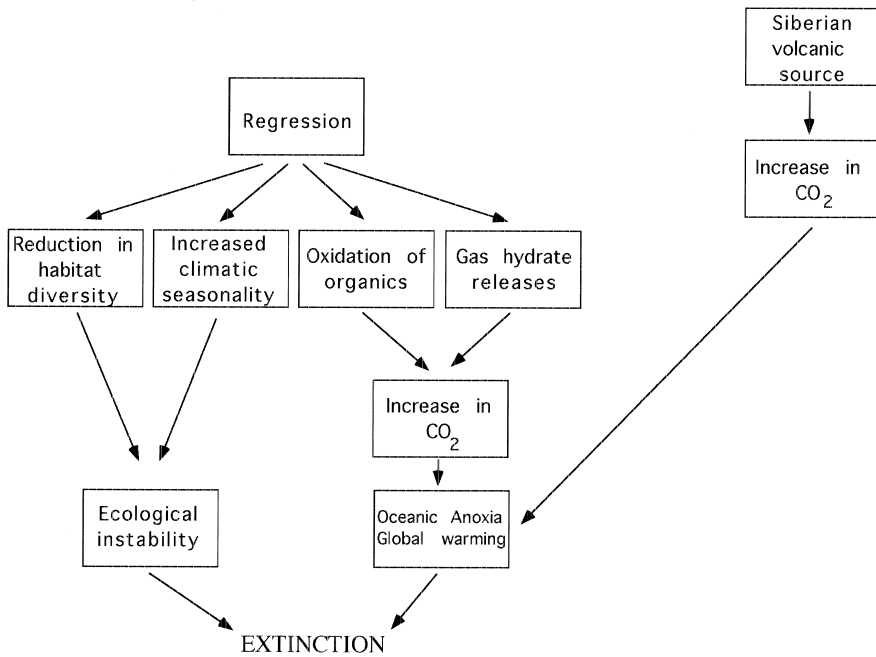 Siberian
volcanic
source
Regression
Increase in
CO2
Reduction in
habitat
diversity
Increased
climatic
seasonality
Oxidation of
organics
Gas hydrate
releases
Increase in
CO2
Ecological
instability
Oceanic Anoxia
Global warming
EXTINCTION